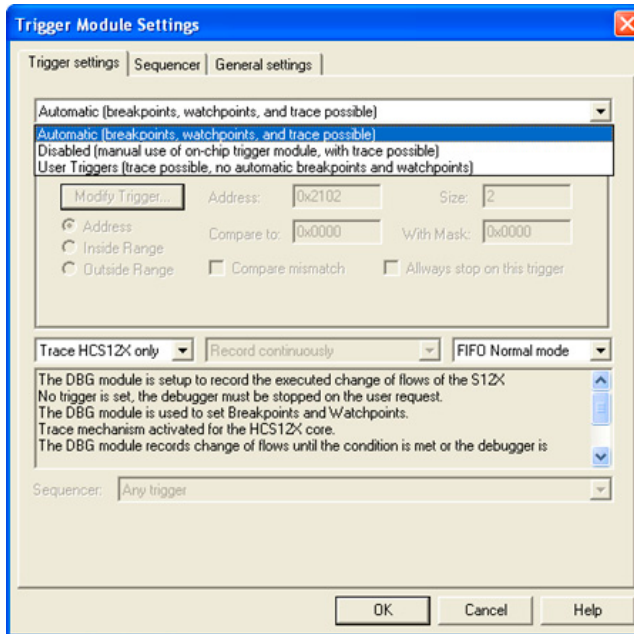 Trigger Module Settings
Trigger settings Sequencer General settings
Automatic (breakpoints, watchpoints, and trace possible)
Automatic (breakpoints, watchpoints, and trace possible)
Disabled (manual use of on-chip trigger module, with trace possible)
User Triggers (trace possible, no automatic breakpoints and watchpoints)
Modify Trigger... Address: 0x2102 Size: 2
Address
Compare to: 0x0000 With Mask: 0x0000
Inside Range
Outside Range Compare mismatch Allways stop on this trigger
Trace HCS12X only Record continuously FIFO Normal mode
The DBG module is setup to record the executed change of flows of the S12X
No trigger is set, the debugger must be stopped on the user request.
The DBG module is used to set Breakpoints and Watchpoints.
Trace mechanism activated for the HCS12X core.
The DBG module records change of flows until the condition is met or the debugger is
Sequencer: Any trigger
OK Cancel Help